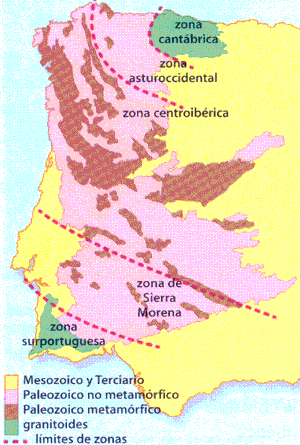 zona
cantábrica
zona
asturoccidental
zona centroibérica
zona de
Sierra
Morena
zona
surportuguesa
Mesozoico y Terciario
Paleozoico no metamórfico
Paleozoico metamórfico
granitoides
límites de zonas